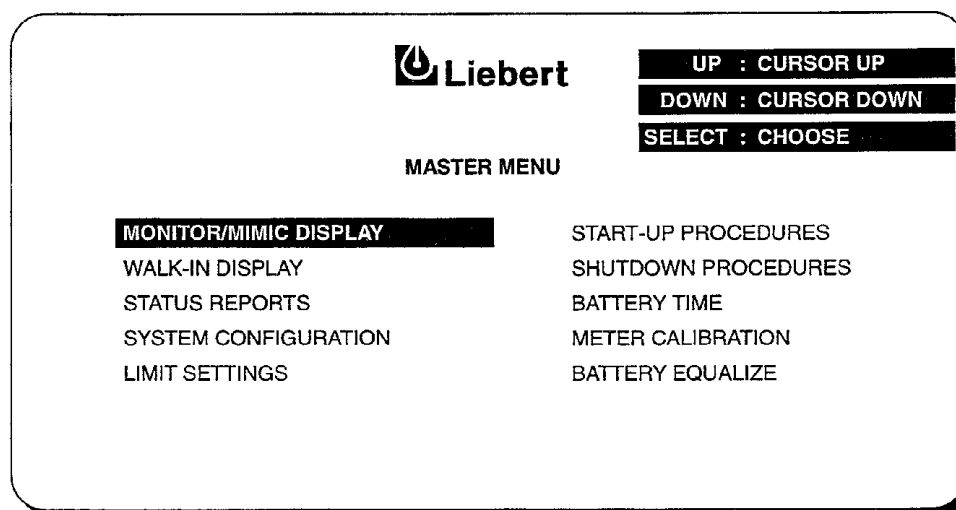 Liebert
UP : CURSOR UP
DOWN : CURSOR DOWN
SELECT : CHOOSE
MASTER MENU
MONITOR/MIMIC DISPLAY
WALK-IN DISPLAY
STATUS REPORTS
SYSTEM CONFIGURATION
LIMIT SETTINGS
START-UP PROCEDURES
SHUTDOWN PROCEDURES
BATTERY TIME
METER CALIBRATION
BATTERY EQUALIZE